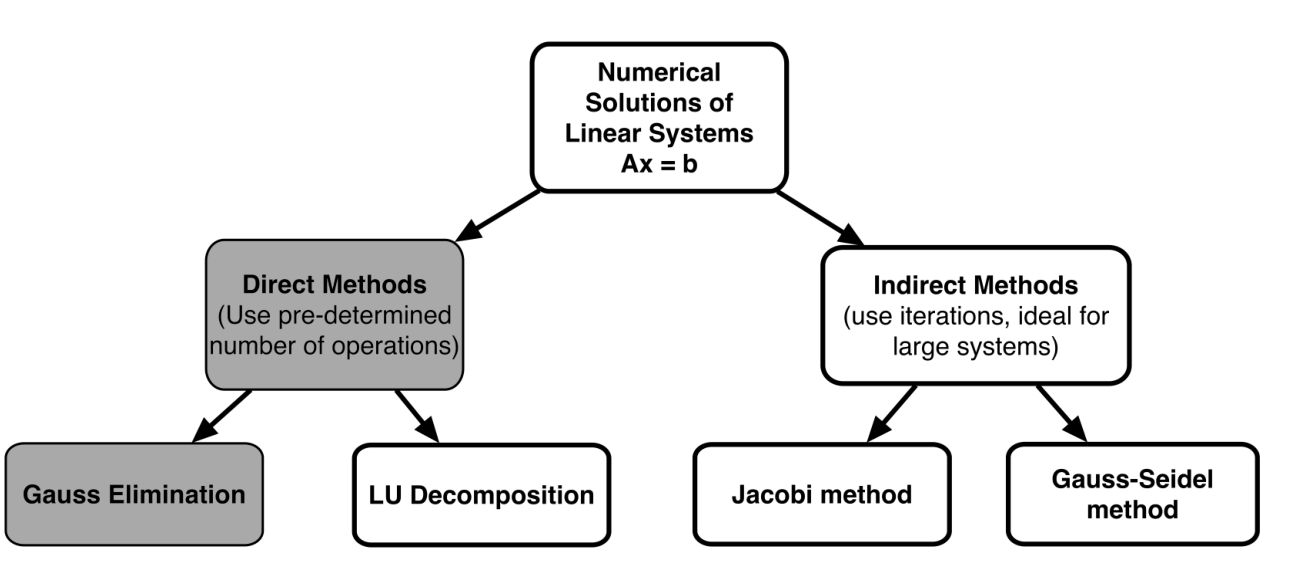 Numerical
Solutions of
Linear Systems
Ax = b
Direct Methods
(Use pre-determined
number of operations)
Indirect Methods
(use iterations, ideal for
large systems)
Gauss Elimination
LU Decomposition
Jacobi method
Gauss-Seidel
method